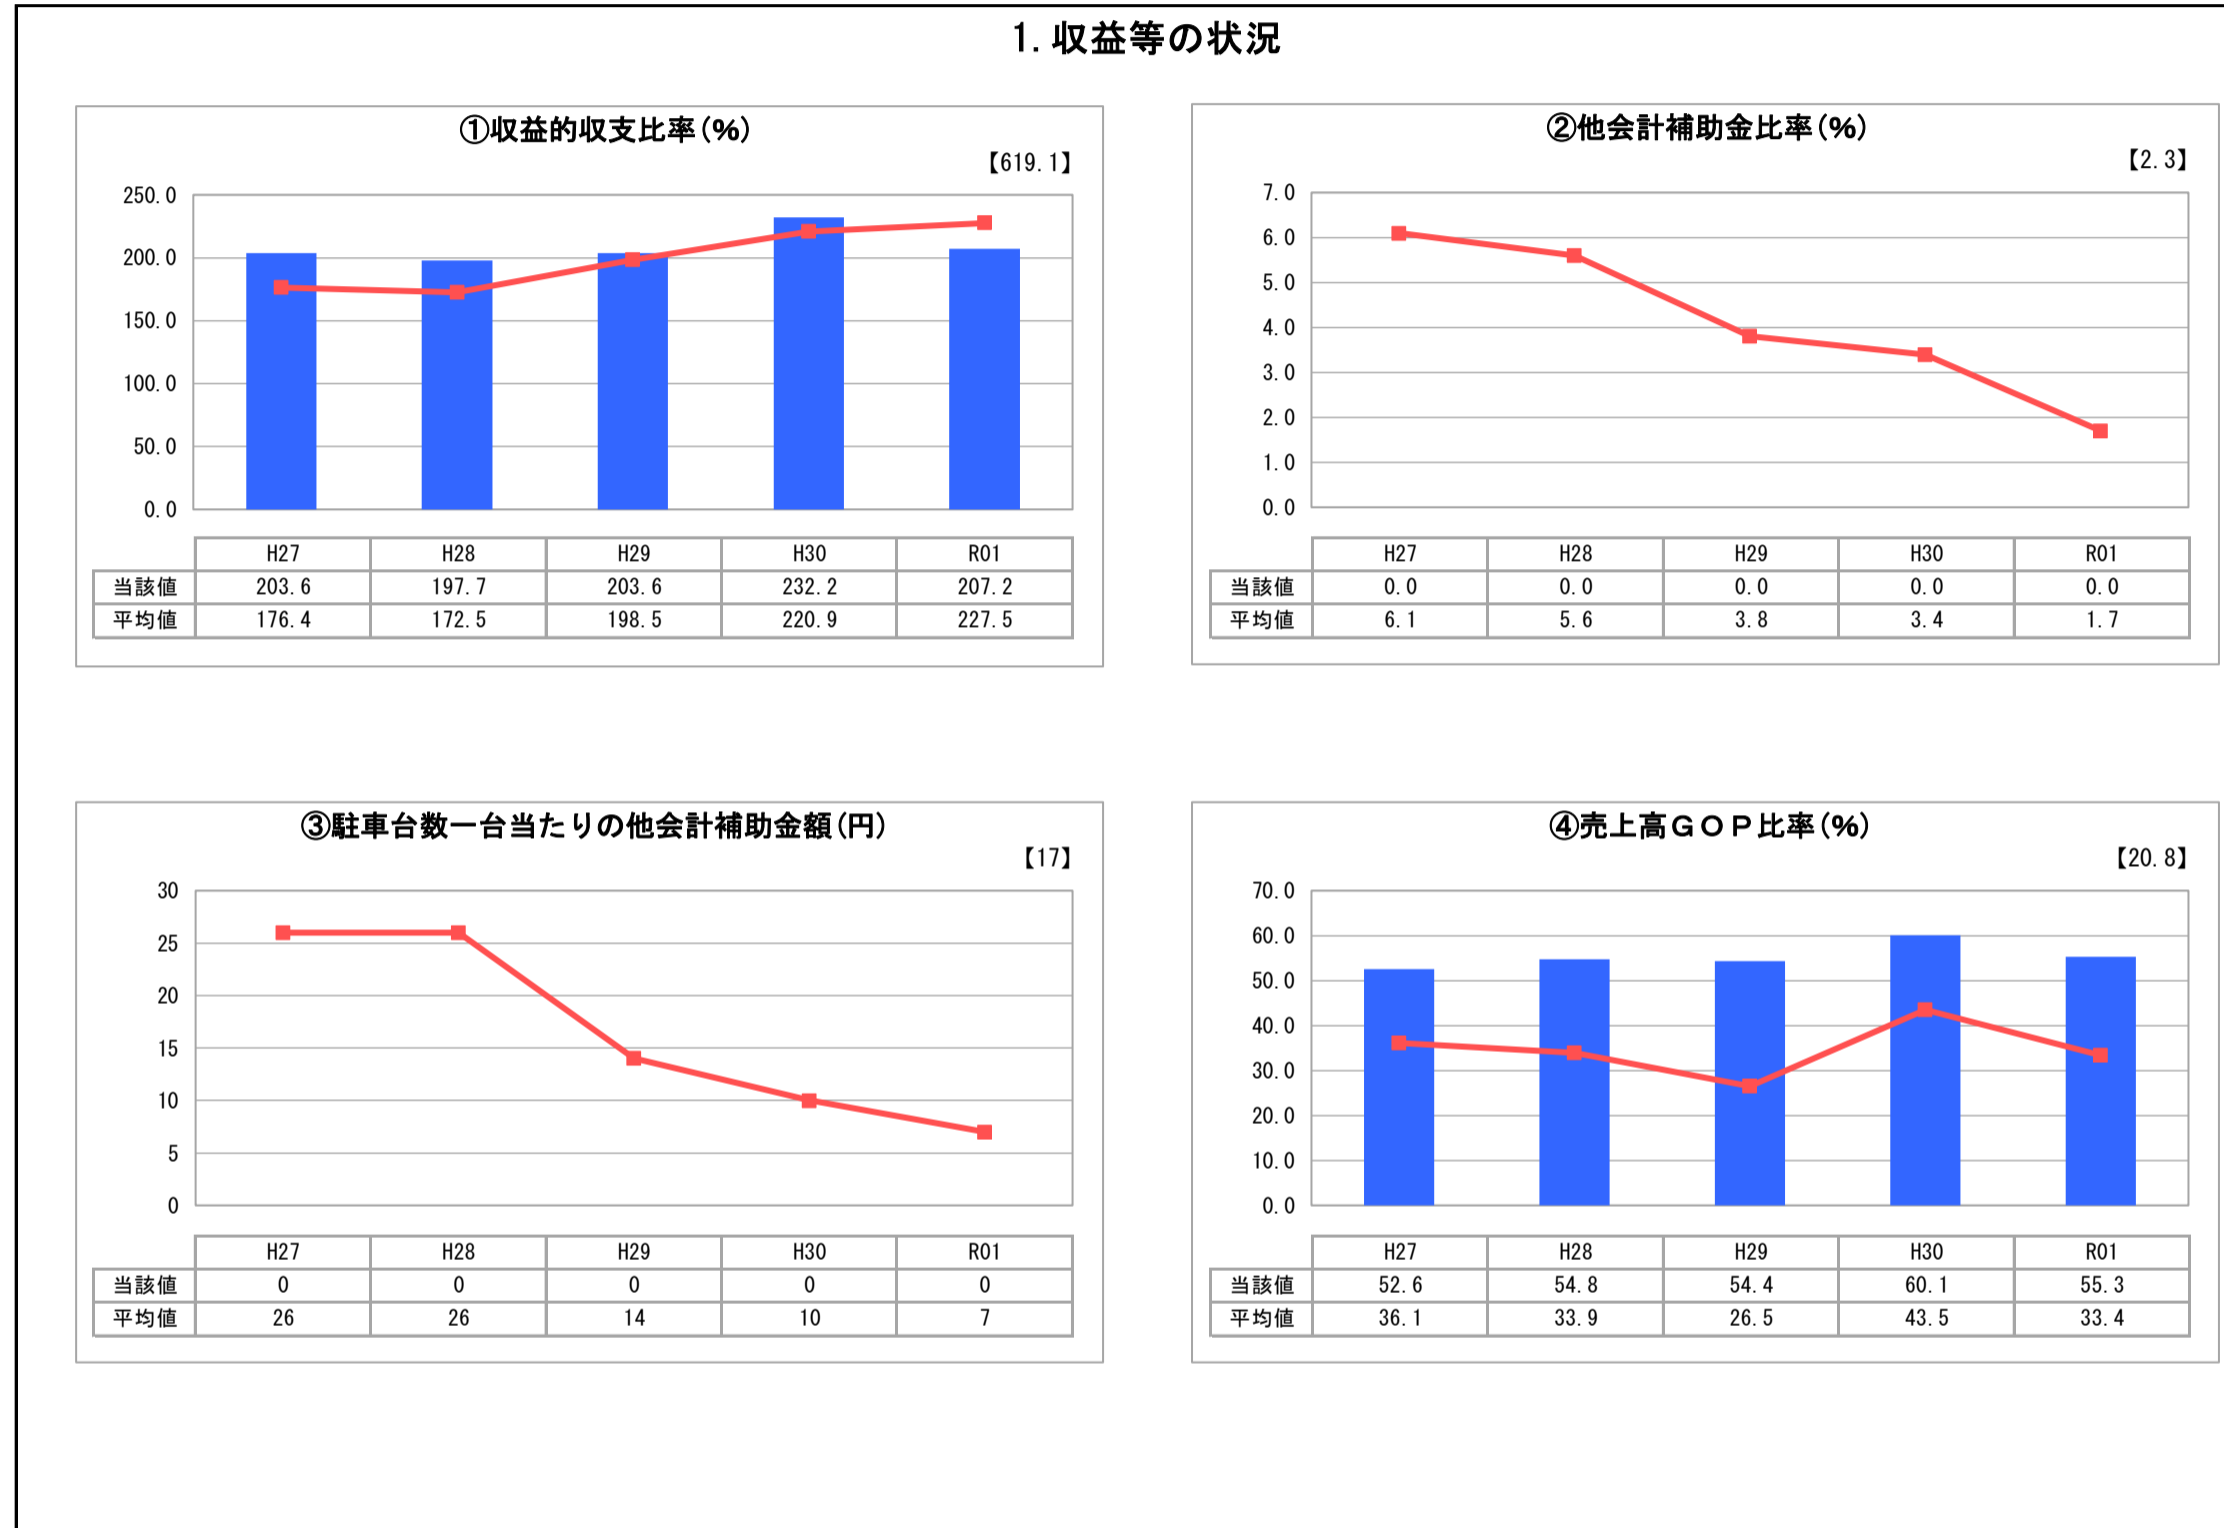 1. 収益等の状況
①収益的収支比率(%)
【619.1】
250.0
200.0
150.0
100.0
50.0
0.0
H27 H28 H29 H30 R01
当該値 203.6 197.7 203.6 232.2 207.2
平均値 176.4 172.5 198.5 220.9 227.5
②他会計補助金比率(%)
【2.3】
7.0
6.0
5.0
4.0
3.0
2.0
1.0
0.0
H27 H28 H29 H30 R01
当該値 0.0 0.0 0.0 0.0 0.0
平均値 6.1 5.6 3.8 3.4 1.7
③駐車台数一台当たりの他会計補助金額(円)
【17】
30
25
20
15
10
5
0
H27 H28 H29 H30 R01
当該値 0 0 0 0 0
平均値 26 26 14 10 7
④売上高ＧＯＰ比率(%)
【20.8】
70.0
60.0
50.0
40.0
30.0
20.0
10.0
0.0
H27 H28 H29 H30 R01
当該値 52.6 54.8 54.4 60.1 55.3
平均値 36.1 33.9 26.5 43.5 33.4